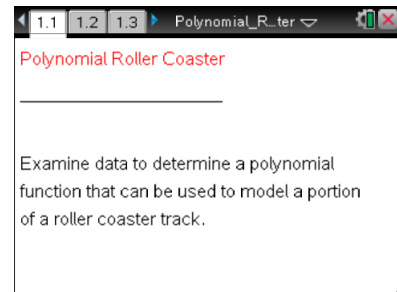 1.1 1.2 1.3 Polynomial_R...ter
Polynomial Roller Coaster
Examine data to determine a polynomial
function that can be used to model a portion
of a roller coaster track.